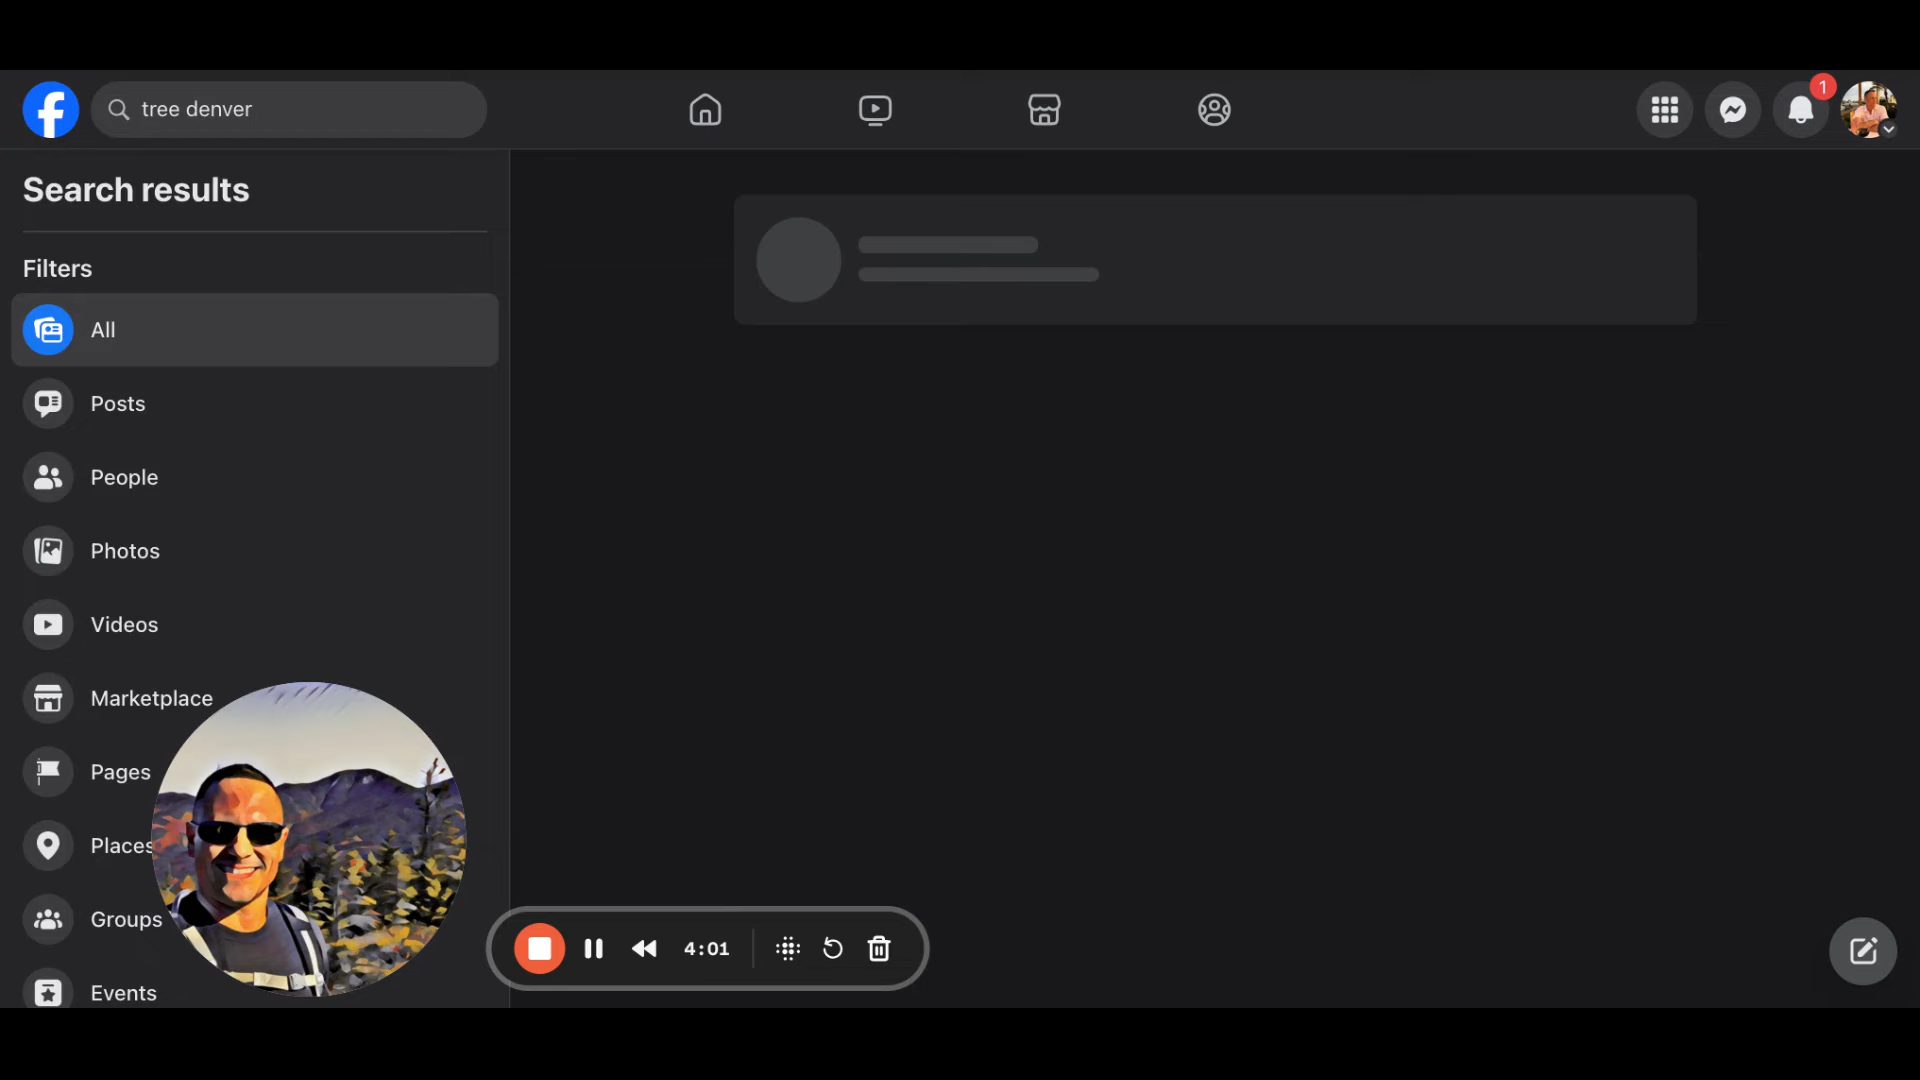 tree denver
1
Search results
Filters
All
Posts
People
Photos
Videos
Marketplace
Pages
Places
Groups
Events
4:01